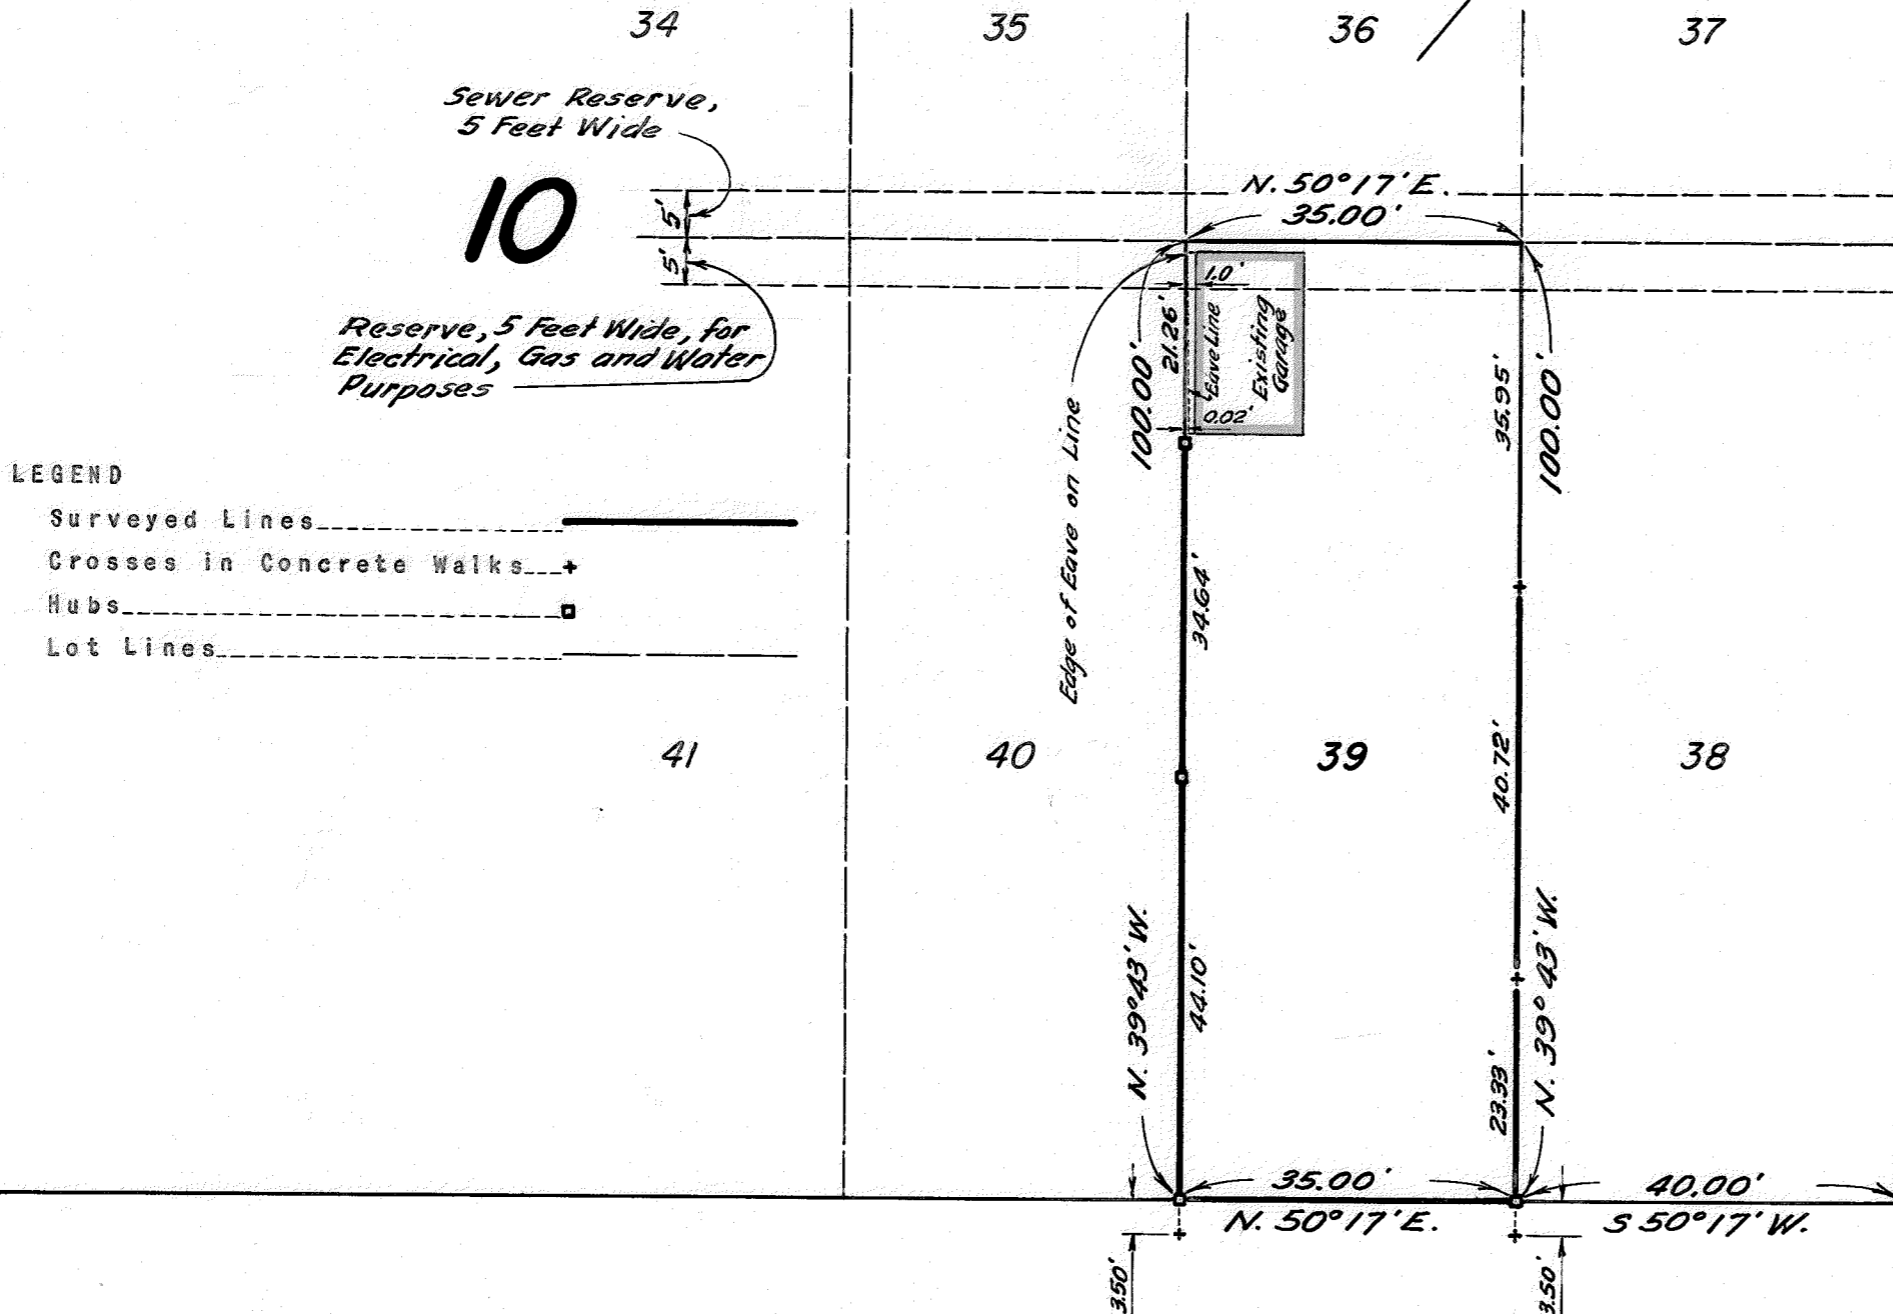 34
35
36
37
Sewer Reserve,
5 Feet Wide
10
5'
5'
N. 50°17' E.
35.00'
Reserve, 5 Feet Wide, for
Electrical, Gas and Water
Purposes
1.0'
21.26'
Eave Line
Existing
Garage
0.02'
100.00'
35.95'
100.00'
Edge of Eave on Line
LEGEND
Surveyed Lines
Crosses in Concrete Walks
Hubs
Lot Lines
34.64'
41
40
39
38
40.72'
N. 39°43' W.
44.10'
23.33'
N. 39°43' W.
35.00'
N. 50°17' E.
40.00'
S 50°17' W.
3.50'
3.50'